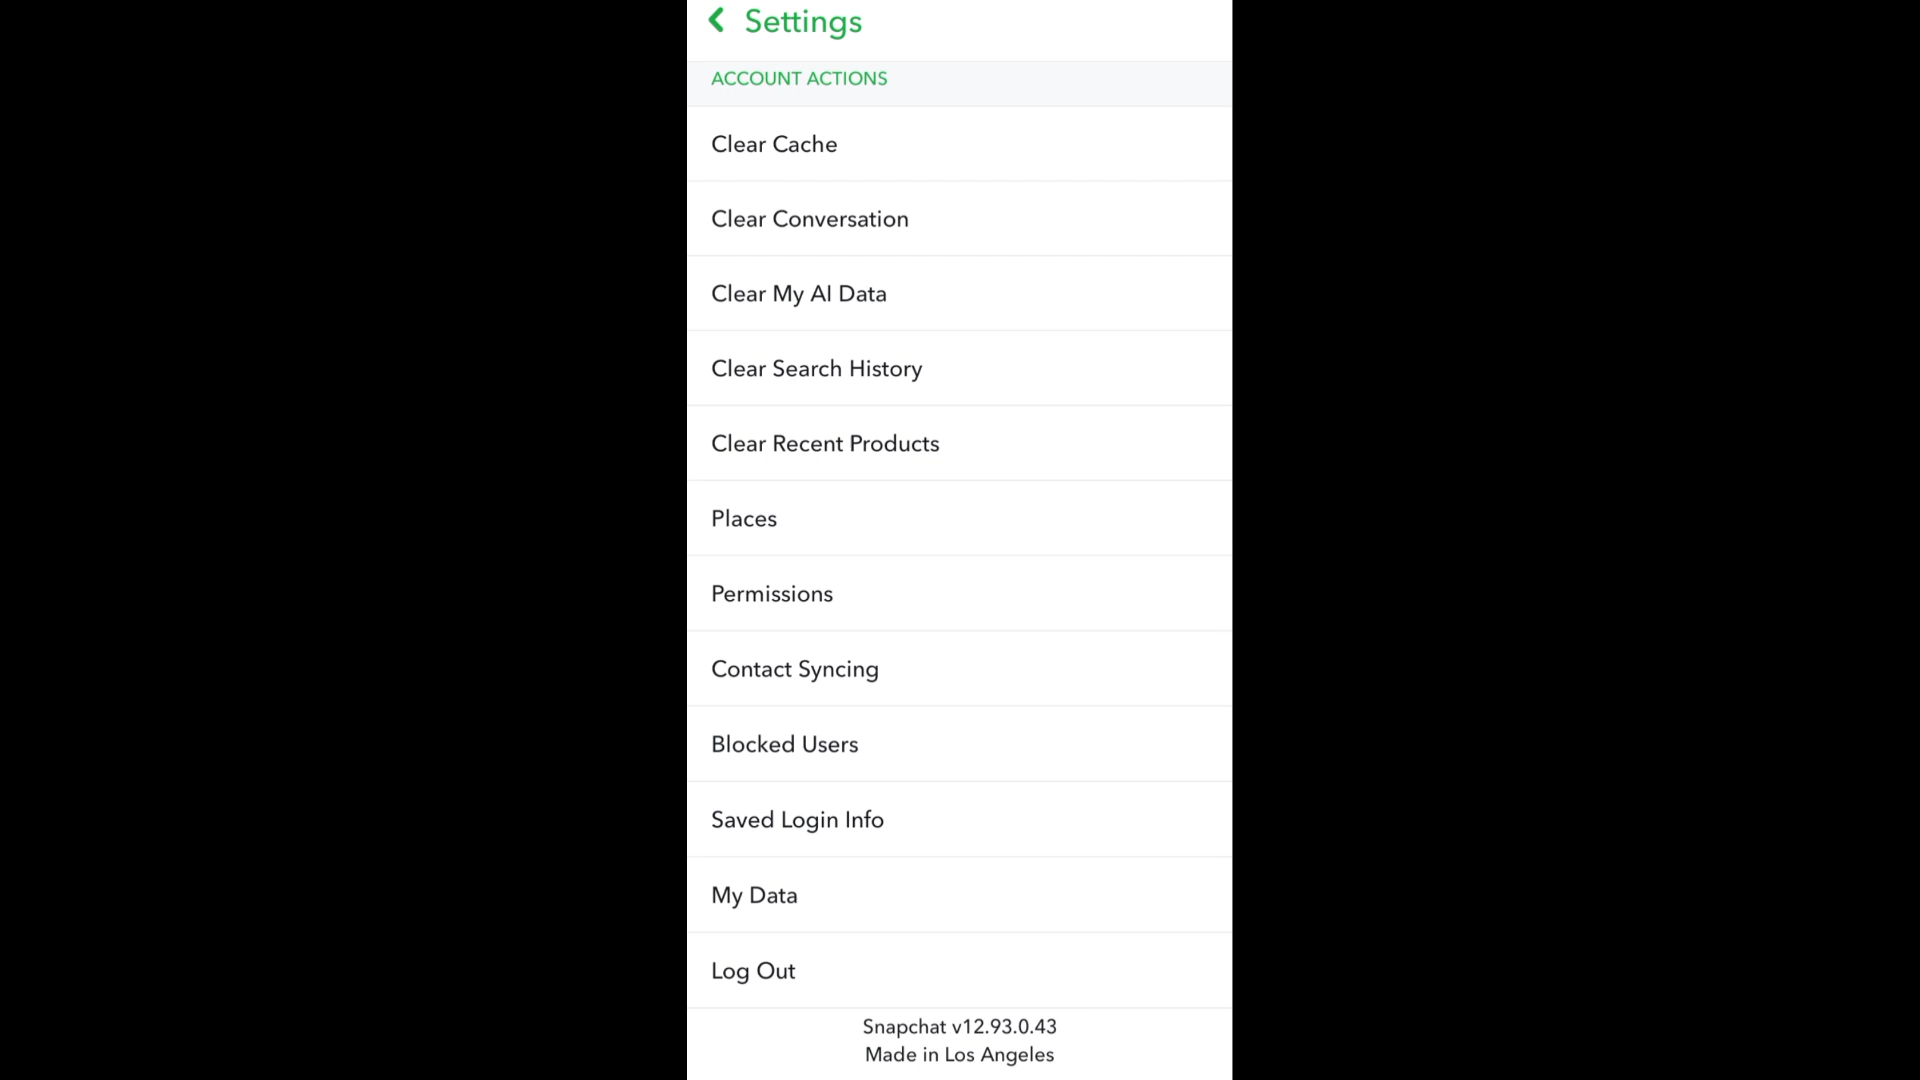 Settings
ACCOUNT ACTIONS
Clear Cache
Clear Conversation
Clear My AI Data
Clear Search History
Clear Recent Products
Places
Permissions
Contact Syncing
Blocked Users
Saved Login Info
My Data
Log Out
Snapchat v12.93.0.43
Made in Los Angeles